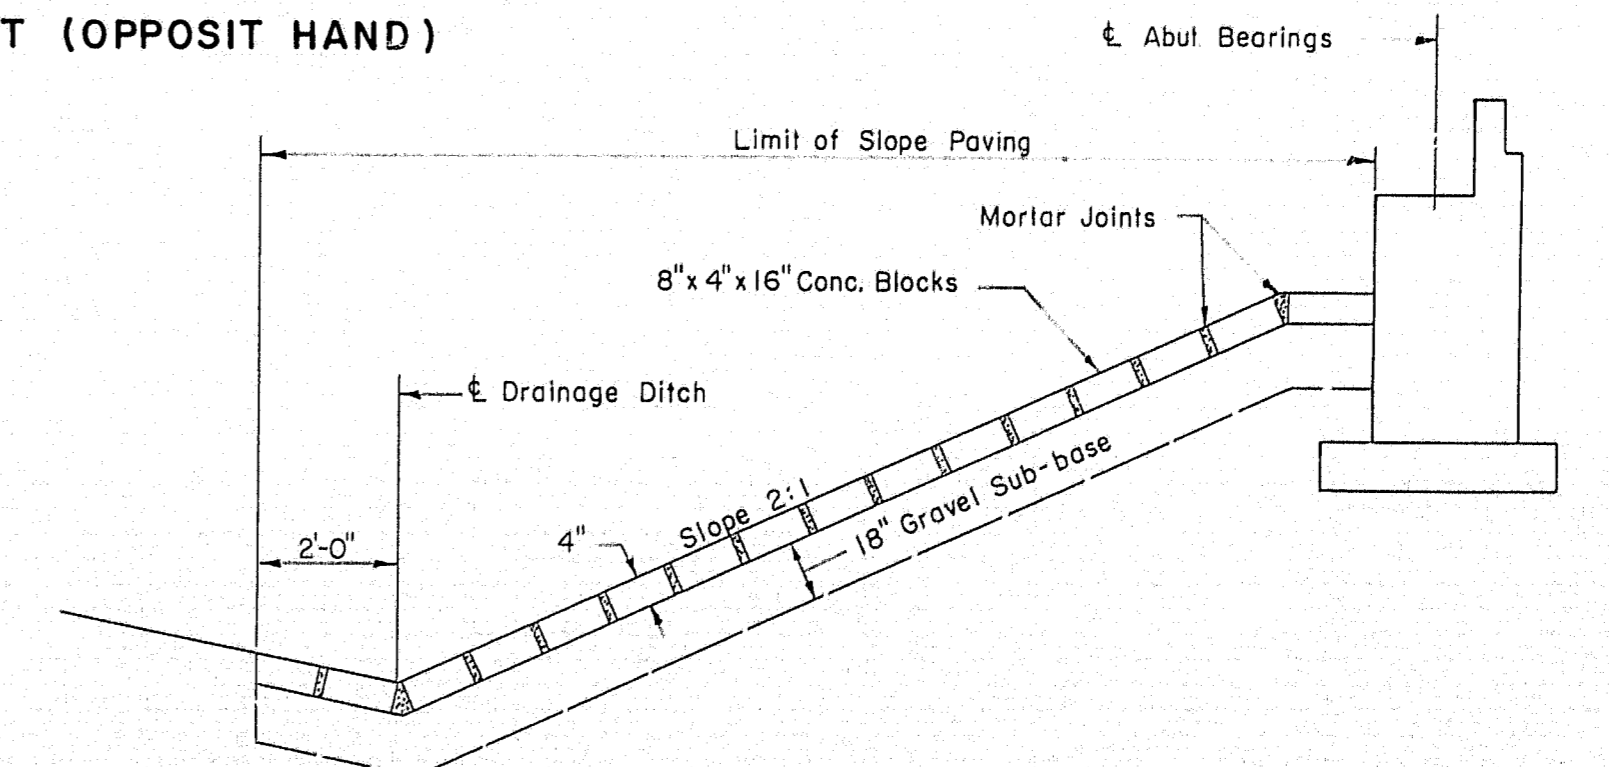 T (OPPOSIT HAND)
℄ Abut. Bearings
Limit of Slope Paving
Mortar Joints
8"x 4"x 16" Conc. Blocks
℄ Drainage Ditch
Slope 2:1
18" Gravel Sub-base
4"
2'-0"